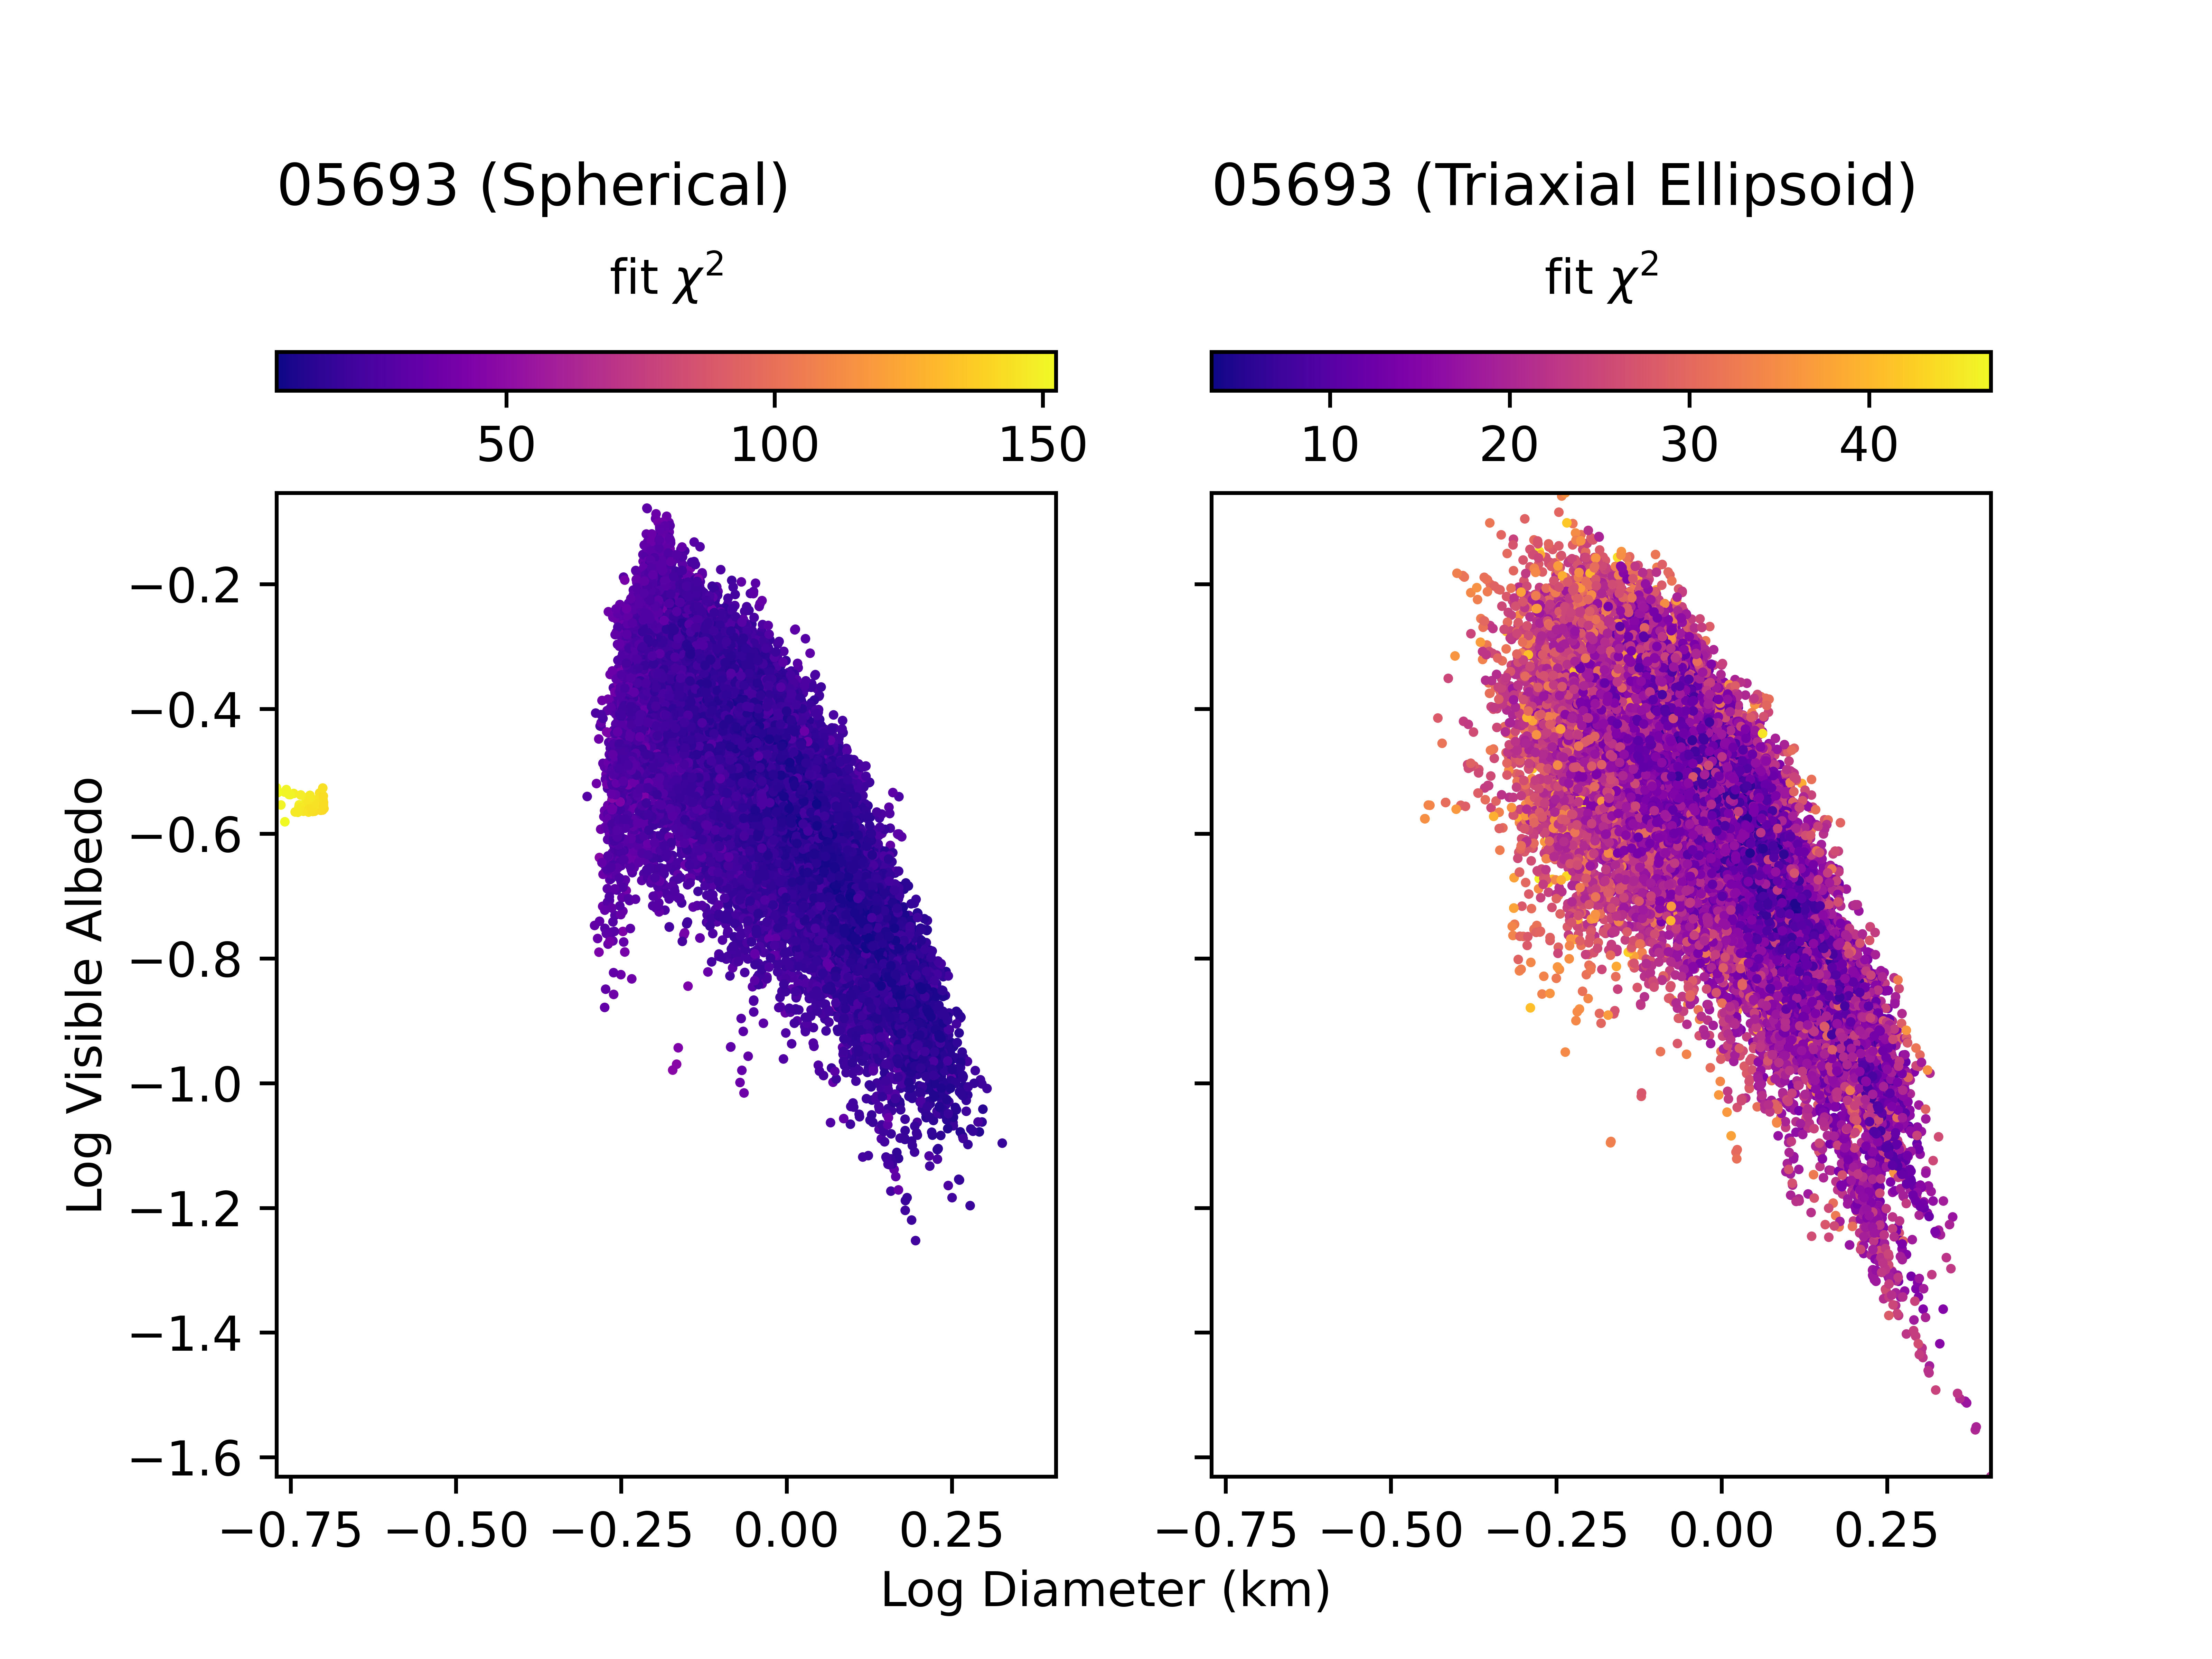 05693 (Spherical)
05693 (Triaxial Ellipsoid)
fit χ²
fit χ²
50 100 150
10 20 30 40
Log Visible Albedo
−0.2
−0.4
−0.6
−0.8
−1.0
−1.2
−1.4
−1.6
−0.75 −0.50 −0.25 0.00 0.25
−0.75 −0.50 −0.25 0.00 0.25
Log Diameter (km)